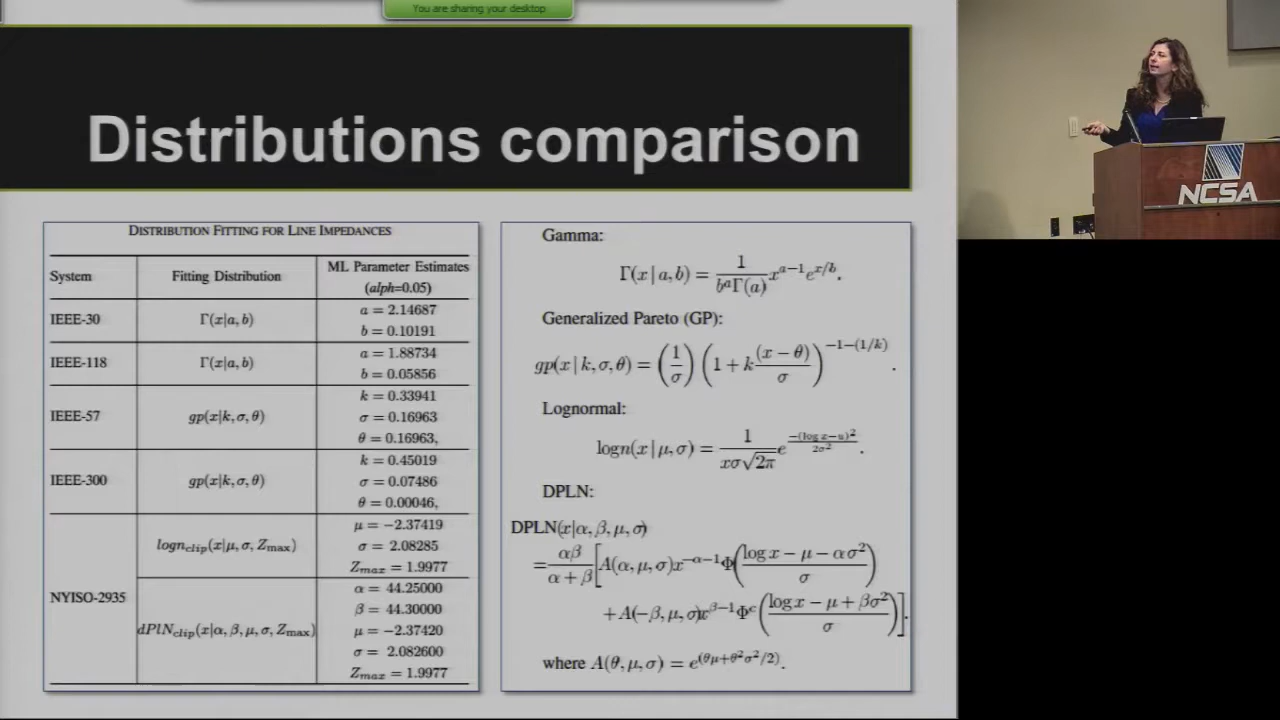 You are sharing your desktop
Distributions comparison
DISTRIBUTION FITTING FOR LINE IMPEDANCES
System Fitting Distribution ML Parameter Estimates (alph=0.05)
IEEE-30 Γ(x|a, b) a = 2.14687
b = 0.10191
IEEE-118 Γ(x|a, b) a = 1.88734
b = 0.05856
IEEE-57 gp(x|k, σ, θ) k = 0.33941
σ = 0.16963
θ = 0.16963,
IEEE-300 gp(x|k, σ, θ) k = 0.45019
σ = 0.07486
θ = 0.00046,
NYISO-2935 logn_clip(x|μ, σ, Z_max) μ = −2.37419
σ = 2.08285
Z_max = 1.9977
dPlN_clip(x|α, β, μ, σ, Z_max) α = 44.25000
β = 44.30000
μ = −2.37420
σ = 2.082600
Z_max = 1.9977
Gamma:
Γ(x | a, b) = 1/(b^a Γ(a)) x^{a−1} e^{x/b}.
Generalized Pareto (GP):
gp(x | k, σ, θ) = (1/σ) (1 + k (x − θ)/σ)^{−1−(1/k)} .
Lognormal:
logn(x | μ, σ) = 1/(xσ√2π) e^{−(log x−u)²/2σ²}.
DPLN:
DPLN(x|α, β, μ, σ)
= αβ/(α + β) [A(α, μ, σ)x^{−α−1}Φ((log x − μ − ασ²)/σ)
+ A(−β, μ, σ)x^{β−1}Φ^c((log x − μ + βσ²)/σ)].
where A(θ, μ, σ) = e^{(θμ+θ²σ²/2)}.
NCSA